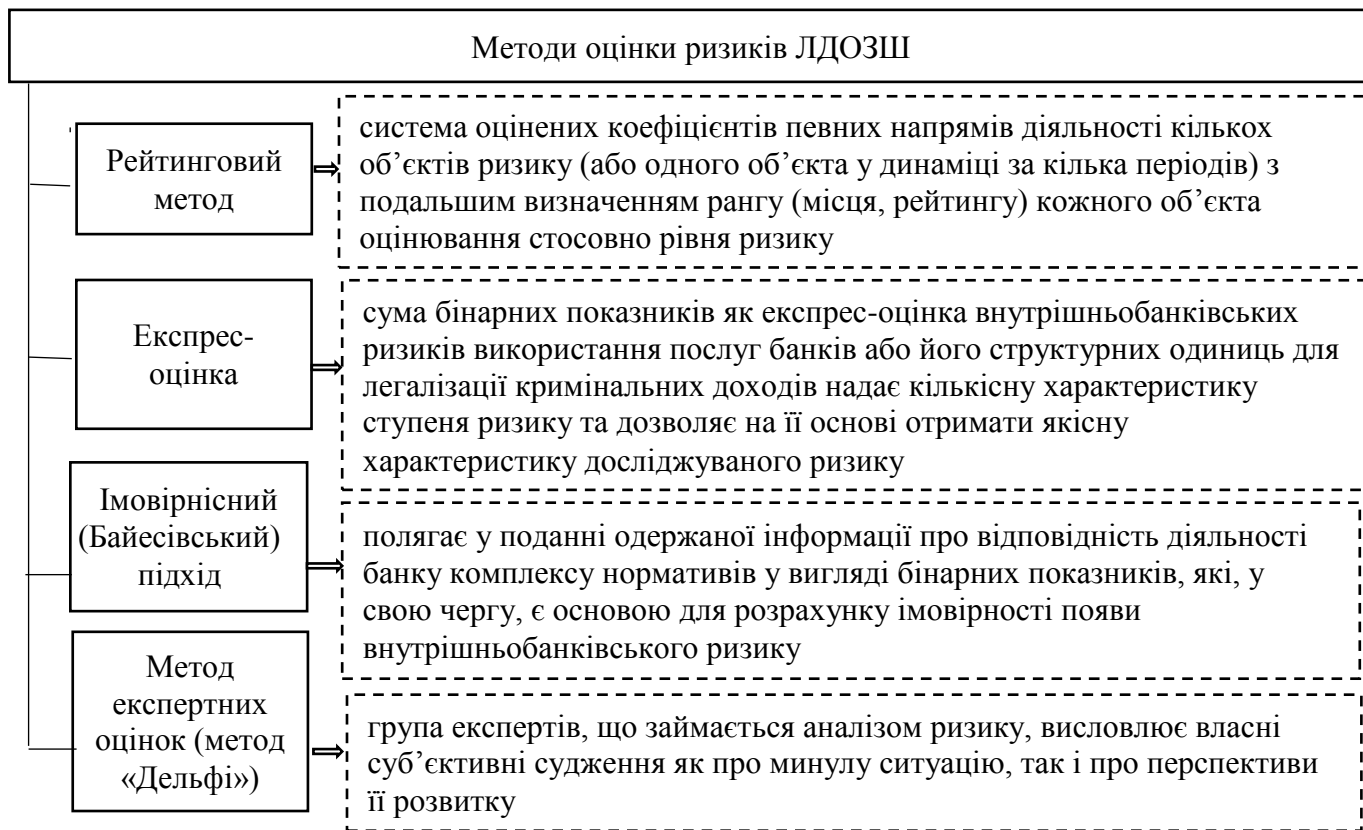 Методи оцінки ризиків ЛДОЗШ
Рейтинговий
метод
система оцінених коефіцієнтів певних напрямів діяльності кількох
об’єктів ризику (або одного об’єкта у динаміці за кілька періодів) з
подальшим визначенням рангу (місця, рейтингу) кожного об’єкта
оцінювання стосовно рівня ризику
Експрес-
оцінка
сума бінарних показників як експрес-оцінка внутрішньобанківських
ризиків використання послуг банків або його структурних одиниць для
легалізації кримінальних доходів надає кількісну характеристику
ступеня ризику та дозволяє на її основі отримати якісну
характеристику досліджуваного ризику
Імовірнісний
(Байесівський)
підхід
полягає у поданні одержаної інформації про відповідність діяльності
банку комплексу нормативів у вигляді бінарних показників, які, у
свою чергу, є основою для розрахунку імовірності появи
внутрішньобанківського ризику
Метод
експертних
оцінок (метод
«Дельфі»)
група експертів, що займається аналізом ризику, висловлює власні
суб’єктивні судження як про минулу ситуацію, так і про перспективи
її розвитку